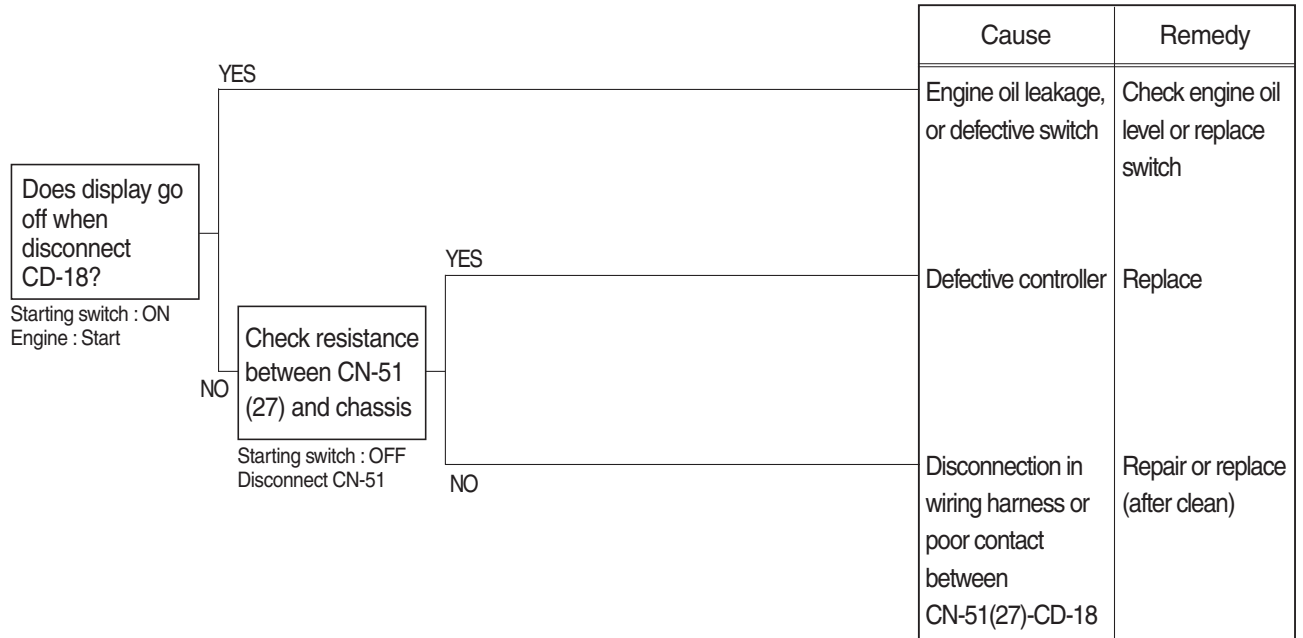 Cause
Remedy
YES
Engine oil leakage,
or defective switch
Check engine oil
level or replace
switch
Does display go
off when
disconnect
CD-18?
Starting switch : ON
Engine : Start
YES
Defective controller
Replace
NO
Check resistance
between CN-51
(27) and chassis
Starting switch : OFF
Disconnect CN-51
NO
Disconnection in
wiring harness or
poor contact
between
CN-51(27)-CD-18
Repair or replace
(after clean)